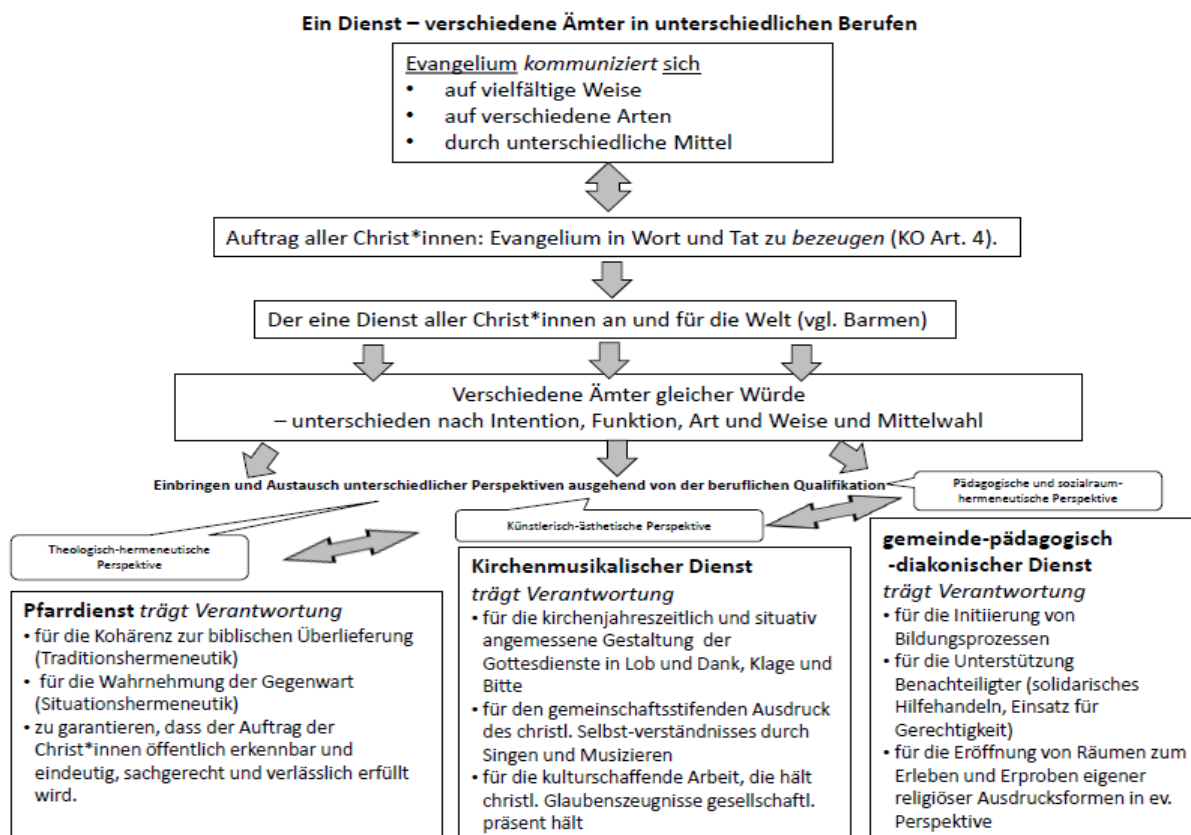 Ein Dienst – verschiedene Ämter in unterschiedlichen Berufen
Evangelium kommuniziert sich
• auf vielfältige Weise
• auf verschiedene Arten
• durch unterschiedliche Mittel
Auftrag aller Christ*innen: Evangelium in Wort und Tat zu bezeugen (KO Art. 4).
Der eine Dienst aller Christ*innen an und für die Welt (vgl. Barmen)
Verschiedene Ämter gleicher Würde
– unterschieden nach Intention, Funktion, Art und Weise und Mittelwahl
Einbringen und Austausch unterschiedlicher Perspektiven ausgehend von der beruflichen Qualifikation
Theologisch-hermeneutische
Perspektive
Künstlerisch-ästhetische Perspektive
Pädagogische und sozialraum-
hermeneutische Perspektive
Pfarrdienst trägt Verantwortung
• für die Kohärenz zur biblischen Überlieferung
(Traditionshermeneutik)
• für die Wahrnehmung der Gegenwart
(Situationshermeneutik)
• zu garantieren, dass der Auftrag der
Christ*innen öffentlich erkennbar und
eindeutig, sachgerecht und verlässlich erfüllt
wird.
Kirchenmusikalischer Dienst
trägt Verantwortung
• für die kirchenjahreszeitlich und situativ
angemessene Gestaltung der
Gottesdienste in Lob und Dank, Klage und
Bitte
• für den gemeinschaftsstifenden Ausdruck
des christl. Selbst-verständnisses durch
Singen und Musizieren
• für die kulturschaffende Arbeit, die hält
christl. Glaubenszeugnisse gesellschaftl.
präsent hält
gemeinde-pädagogisch
-diakonischer Dienst
trägt Verantwortung
• für die Initiierung von
Bildungsprozessen
• für die Unterstützung
Benachteiligter (solidarisches
Hilfehandeln, Einsatz für
Gerechtigkeit)
• für die Eröffnung von Räumen zum
Erleben und Erproben eigener
religiöser Ausdrucksformen in ev.
Perspektive